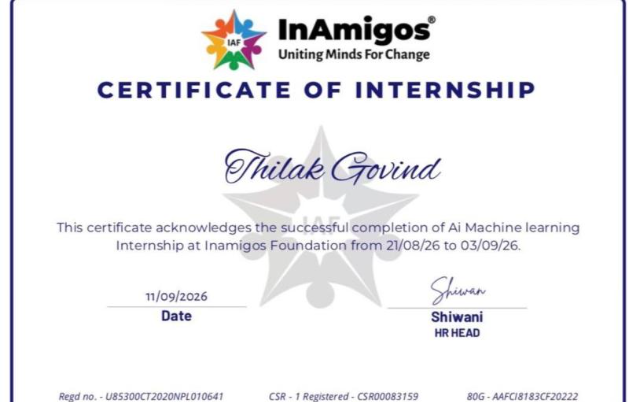 IAF
InAmigos®
Uniting Minds For Change
CERTIFICATE OF INTERNSHIP
Thilak Govind
IAF
This certificate acknowledges the successful completion of Ai Machine learning
Internship at Inamigos Foundation from 21/08/26 to 03/09/26.
11/09/2026
Date
Shiwan
Shiwani
HR HEAD
Regd no. - U85300CT2020NPL010641 CSR - 1 Registered - CSR00083159 80G - AAFCI8183CF20222